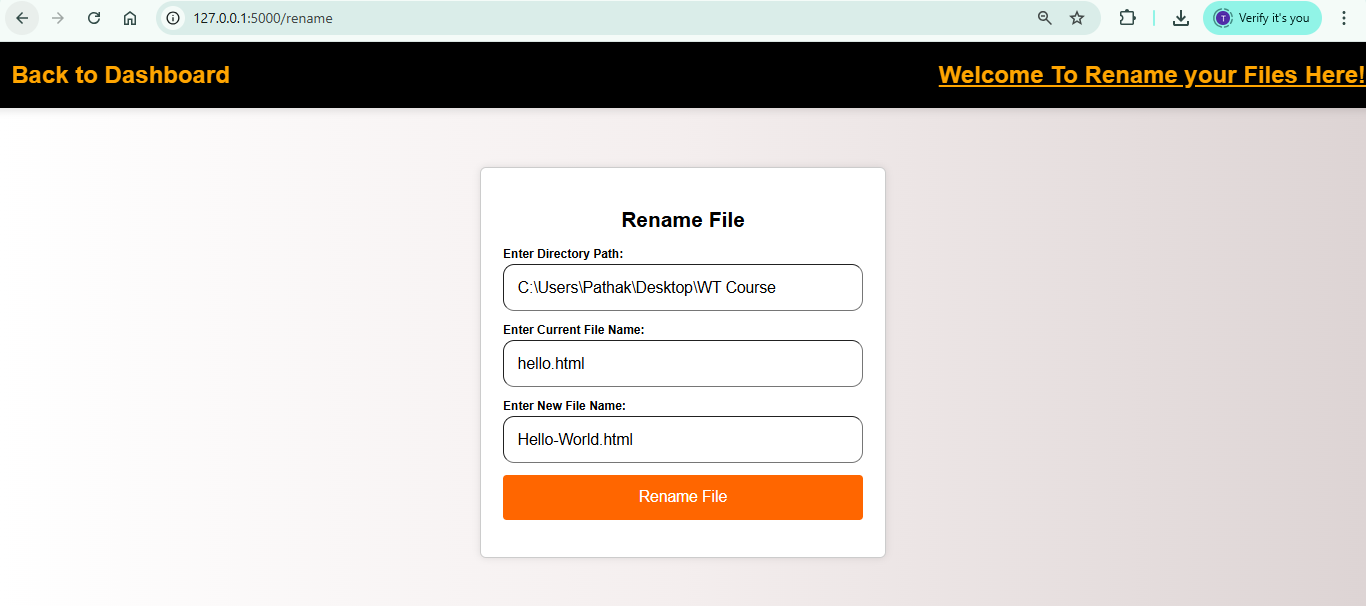 127.0.0.1:5000/rename
T Verify it's you
Back to Dashboard
Welcome To Rename your Files Here!
Rename File
Enter Directory Path:
C:\Users\Pathak\Desktop\WT Course
Enter Current File Name:
hello.html
Enter New File Name:
Hello-World.html
Rename File